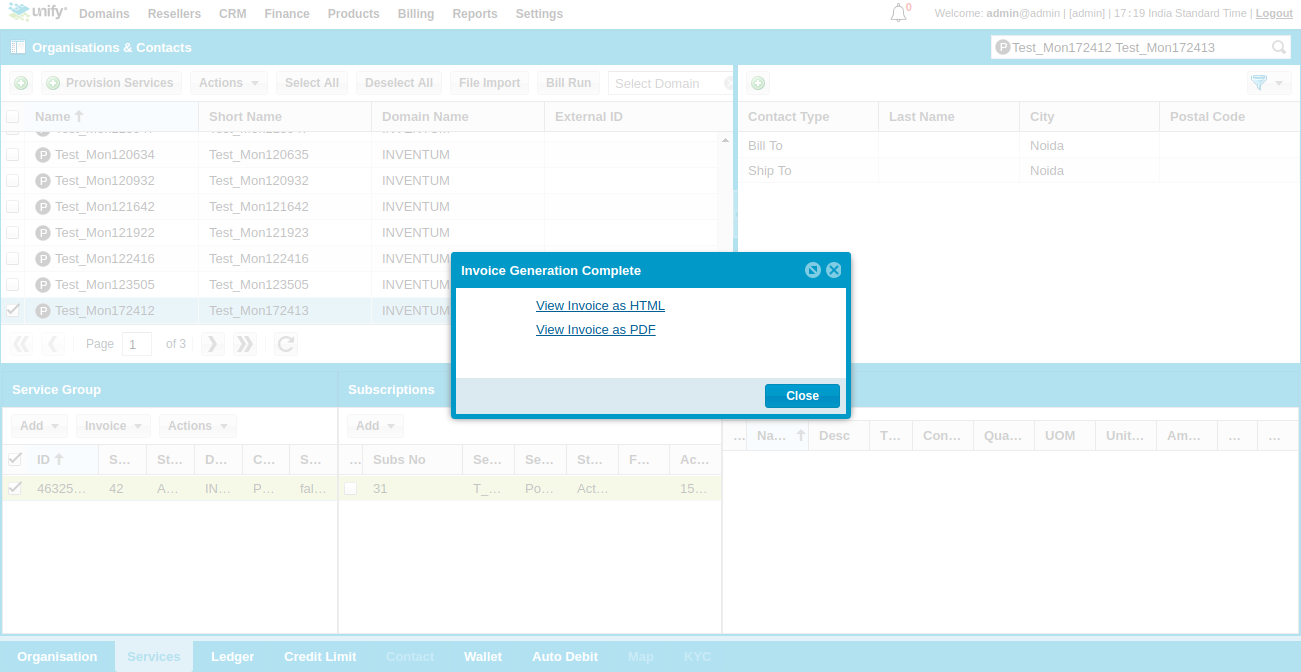 unify Domains Resellers CRM Finance Products Billing Reports Settings 0 Welcome: admin@admin | [admin] | 17:19 India Standard Time | Logout
Organisations & Contacts P Test_Mon172412 Test_Mon172413
Provision Services Actions Select All Deselect All File Import Bill Run Select Domain
Name Short Name Domain Name External ID Contact Type Last Name City Postal Code
Bill To Noida
P Test_Mon120634 Test_Mon120635 INVENTUM
Ship To Noida
P Test_Mon120932 Test_Mon120932 INVENTUM
P Test_Mon121642 Test_Mon121642 INVENTUM
P Test_Mon121922 Test_Mon121923 INVENTUM
P Test_Mon122416 Test_Mon122416 INVENTUM
P Test_Mon123505 Test_Mon123505 INVENTUM
P Test_Mon172412 Test_Mon172413 INVENTUM
Page 1 of 3
Invoice Generation Complete
View Invoice as HTML
View Invoice as PDF
Close
Service Group Subscriptions
Add Invoice Actions Add
... Na... Desc T... Con... Qua... UOM Unit... Am... ... ...
ID S... St... D... C... S... ... Subs No Se... Se... St... F... Ac...
46325... 42 A... IN... P... fal... 31 T_... Po... Act... 15...
Organisation Services Ledger Credit Limit Contact Wallet Auto Debit Map KYC